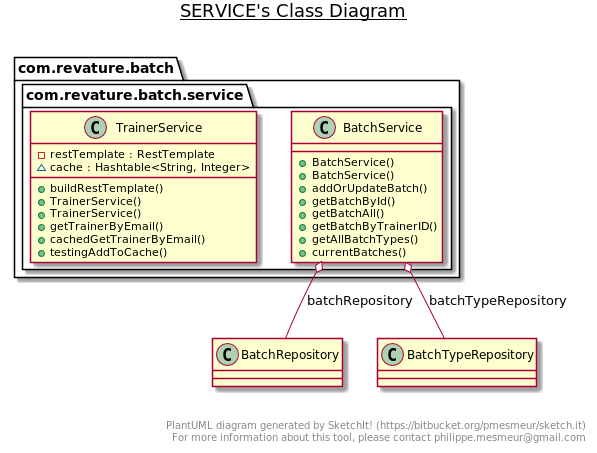 SERVICE's Class Diagram
com.revature.batch
com.revature.batch.service
C TrainerService
restTemplate : RestTemplate
cache : Hashtable<String, Integer>
buildRestTemplate()
TrainerService()
TrainerService()
getTrainerByEmail()
cachedGetTrainerByEmail()
testingAddToCache()
C BatchService
BatchService()
BatchService()
addOrUpdateBatch()
getBatchById()
getBatchAll()
getBatchByTrainerID()
getAllBatchTypes()
currentBatches()
batchRepository
batchTypeRepository
C BatchRepository
C BatchTypeRepository
PlantUML diagram generated by SketchIt! (https://bitbucket.org/pmesmeur/sketch.it)
For more information about this tool, please contact philippe.mesmeur@gmail.com